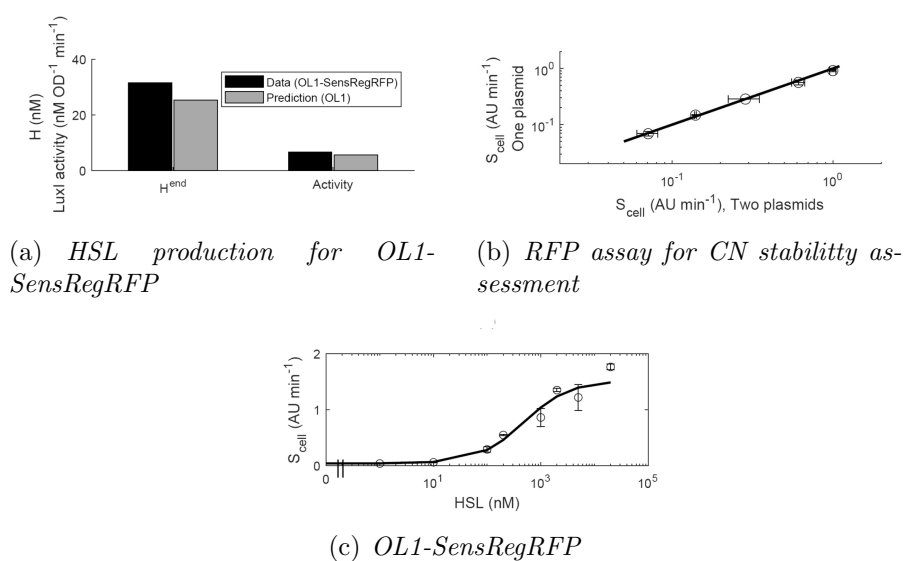 H (nM)
LuxI activity (nM OD⁻¹ min⁻¹)
40
20
0
Data (OL1-SensRegRFP)
Prediction (OL1)
Hᵉⁿᵈ
Activity
S_cell (AU min⁻¹)
One plasmid
10⁰
10⁻¹
10⁻¹
10⁰
S_cell (AU min⁻¹), Two plasmids
(a) HSL production for OL1-
SensRegRFP
(b) RFP assay for CN stabilitty as-
sessment
S_cell (AU min⁻¹)
2
1
0
0
10¹
10³
10⁵
HSL (nM)
(c) OL1-SensRegRFP